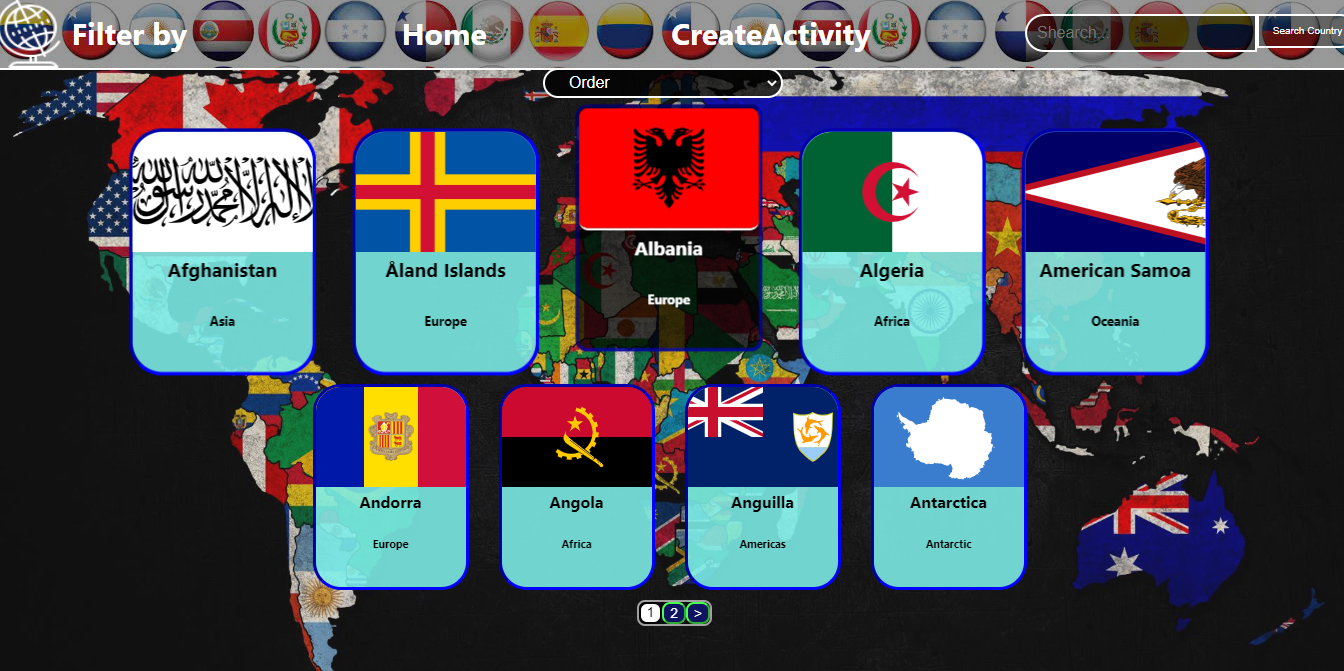 Filter by
Home
CreateActivity
Shearch..
Search Country
Order
Afghanistan
Asia
Åland Islands
Europe
Albania
Europe
Algeria
Africa
American Samoa
Oceania
Andorra
Europe
Angola
Africa
Anguilla
Americas
Antarctica
Antarctic
1 2 >